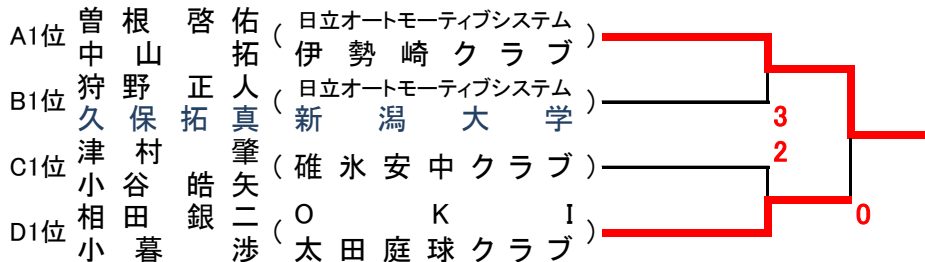 A1位 曽根 啓佑 ( 日立オートモーティブシステム )
中山 拓 伊勢崎クラブ
B1位 狩野 正人 ( 日立オートモーティブシステム )
久保拓真 新潟大学
3
C1位 津村 肇 ( 碓氷安中クラブ )
小谷 皓矢
2
D1位 相田 銀二 ( OKI )
小暮 渉 太田庭球クラブ
0